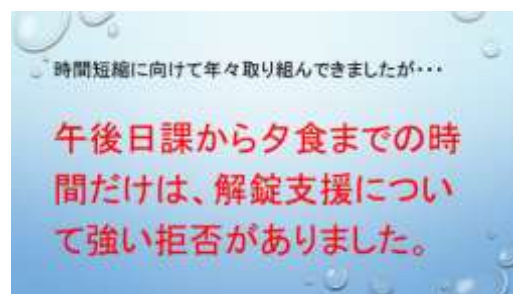 時間短縮に向けて年々取り組んできましたが・・・
午後日課から夕食までの時
間だけは、解錠支援につい
て強い拒否がありました。